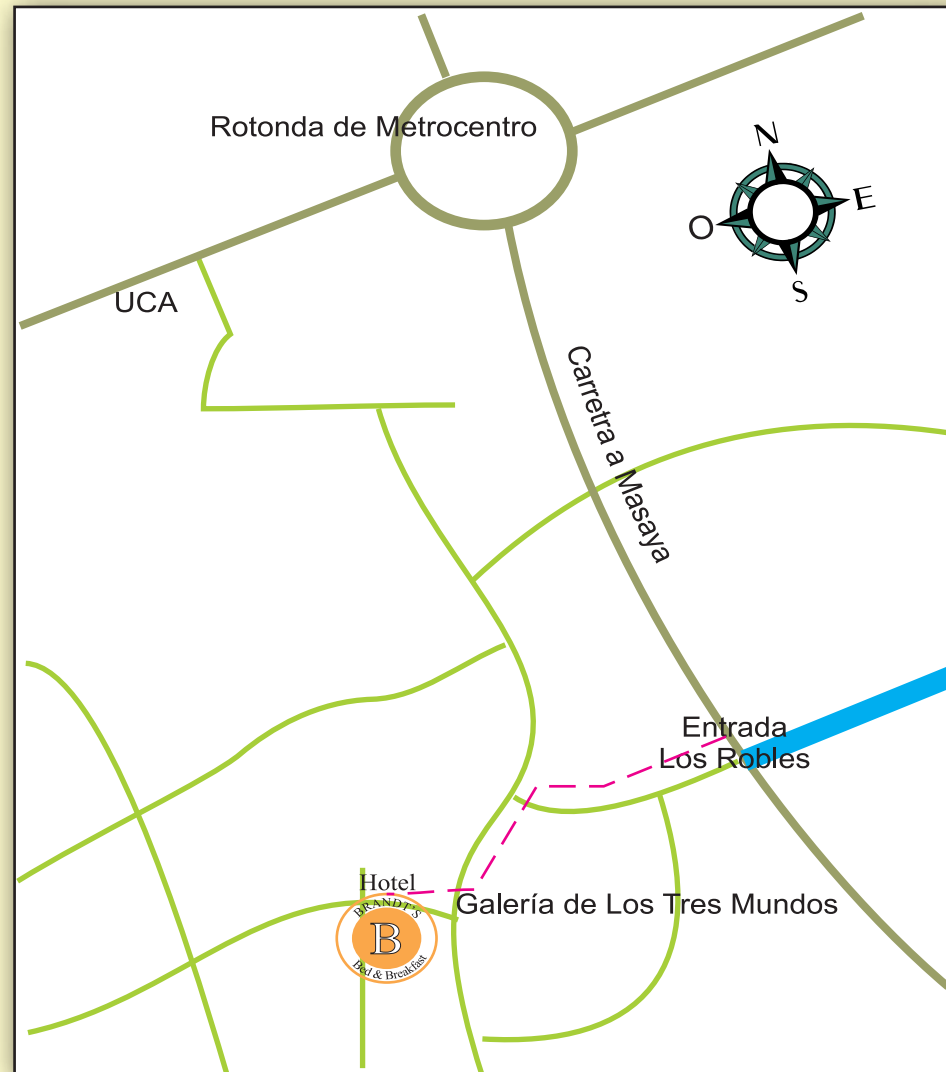 Rotonda de Metrocentro
N
E
O
S
UCA
Carretra a Masaya
Entrada
Los Robles
Hotel
BRANDT'S
B
Bed & Breakfast
Galería de Los Tres Mundos